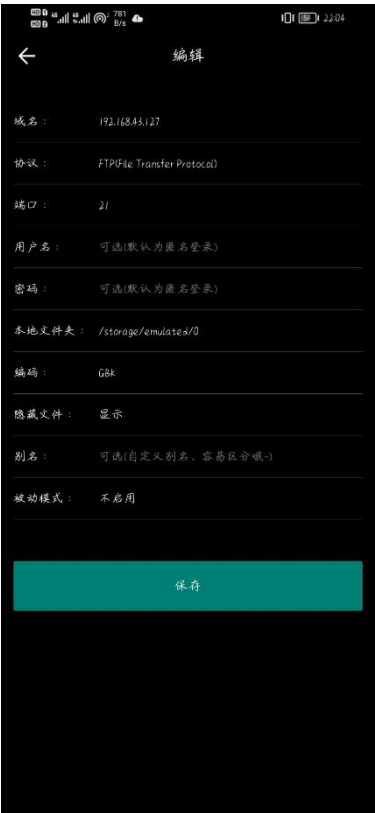 781
B/s
22:04
编辑
域名： 192.168.43.127
协议： FTP(File Transfer Protocol)
端口： 21
用户名： 可选(默认为匿名登录)
密码： 可选(默认为匿名登录)
本地文件夹： /storage/emulated/0
编码： GBK
隐藏文件： 显示
别名： 可选(自定义别名，容易区分哦~)
被动模式： 不启用
保存